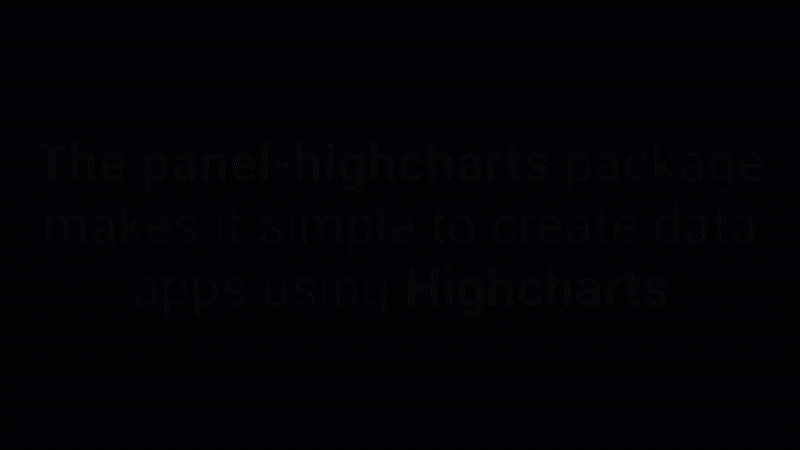 The panel-highcharts package
makes it simple to create data
apps using Highcharts